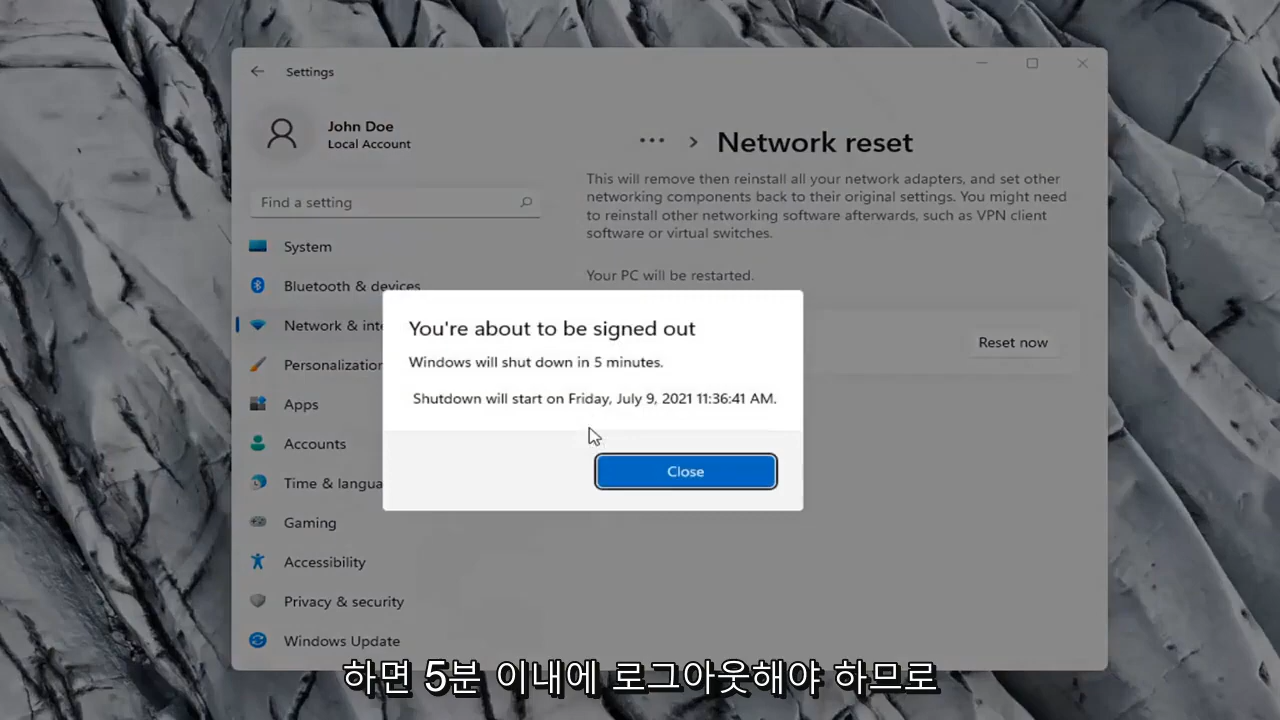 Settings
John Doe
Local Account
Find a setting
System
Bluetooth & devices
Network & inte
Personalization
Apps
Accounts
Time & langua
Gaming
Accessibility
Privacy & security
Windows Update
... > Network reset
This will remove then reinstall all your network adapters, and set other
networking components back to their original settings. You might need
to reinstall other networking software afterwards, such as VPN client
software or virtual switches.
Your PC will be restarted.
Reset now
You're about to be signed out
Windows will shut down in 5 minutes.
Shutdown will start on Friday, July 9, 2021 11:36:41 AM.
Close
하면 5분 이내에 로그아웃해야 하므로